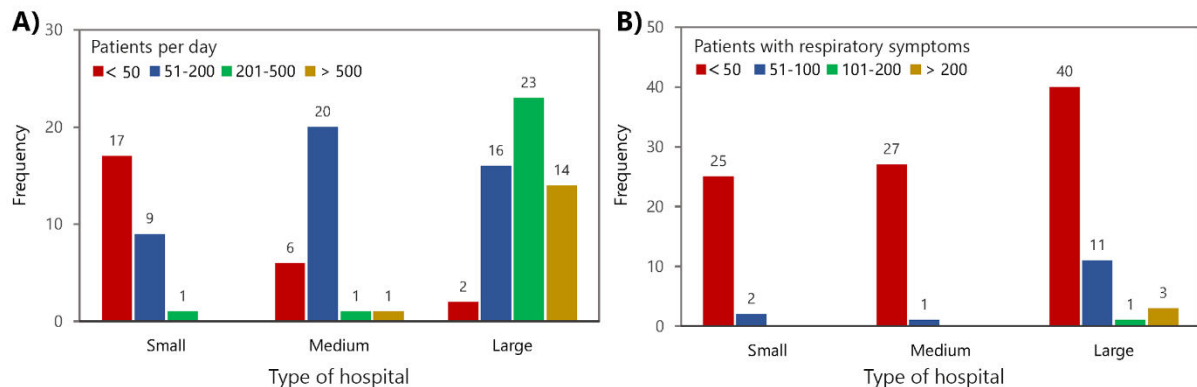 A)
Patients per day
< 50 51-200 201-500 > 500
Frequency
30
20
10
0
17 9 1
6 20 1 1
2 16 23 14
Small Medium Large
Type of hospital
B)
Patients with respiratory symptoms
< 50 51-100 101-200 > 200
Frequency
50
40
30
20
10
0
25 2
27 1
40 11 1 3
Small Medium Large
Type of hospital